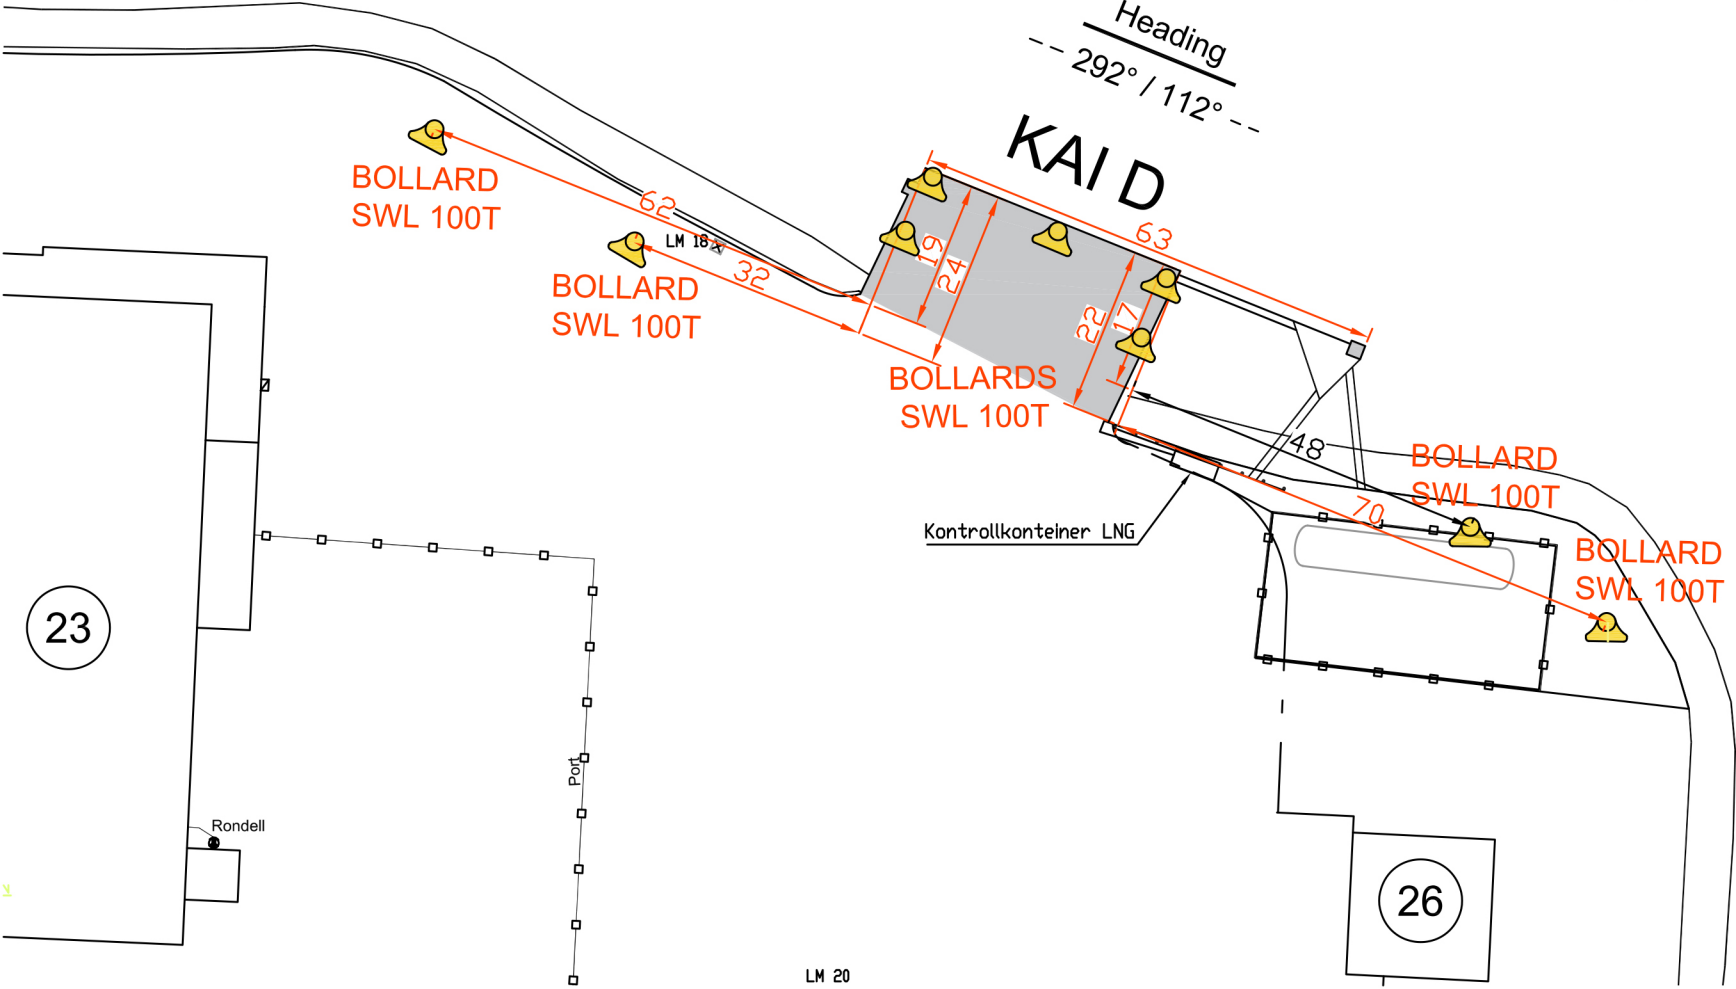 Heading
292° / 112°
KAI D
BOLLARD
SWL 100T
62
LM 18
32
BOLLARD
SWL 100T
19
24
63
22
17
BOLLARDS
SWL 100T
48
BOLLARD
SWL 100T
70
Kontrollkonteiner LNG
BOLLARD
SWL 100T
23
Port
Rondell
26
LM 20